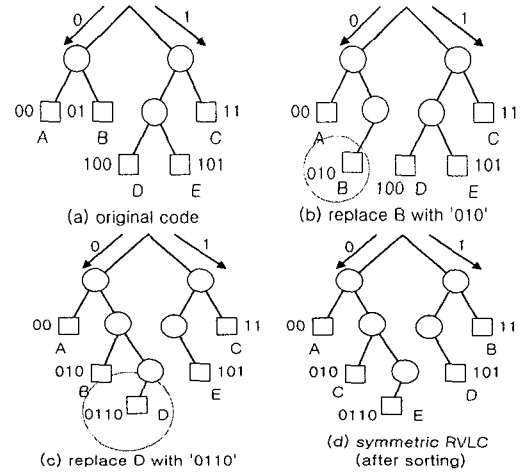 0 1
00 01 11
A B C
100 101
D E
(a) original code
0 1
00 11
A C
010 101
B 100 D E
(b) replace B with '010'
0 1
00 11
A C
010 101
B E
0110 D
(c) replace D with '0110'
0 1
00 11
A B
010 101
C D
0110 E
(d) symmetric RVLC
(after sorting)